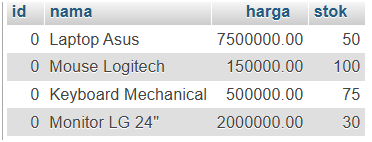 id nama harga stok
0 Laptop Asus 7500000.00 50
0 Mouse Logitech 150000.00 100
0 Keyboard Mechanical 500000.00 75
0 Monitor LG 24" 2000000.00 30